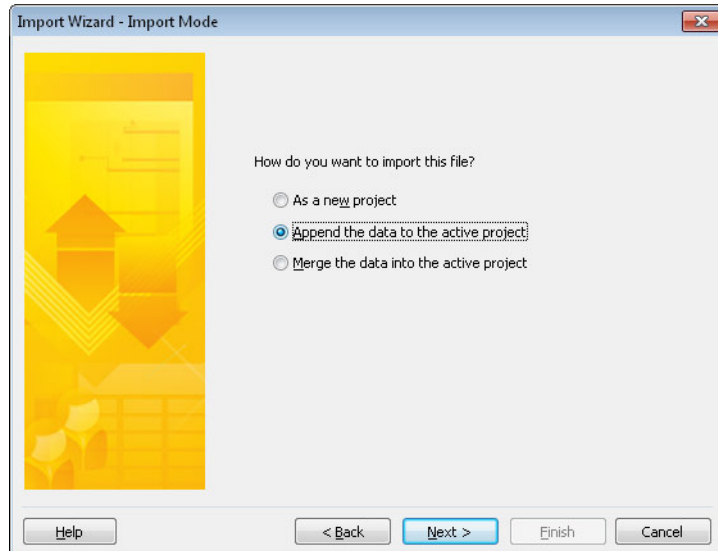 Import Wizard - Import Mode
How do you want to import this file?
As a new project
Append the data to the active project
Merge the data into the active project
Help
< Back
Next >
Finish
Cancel